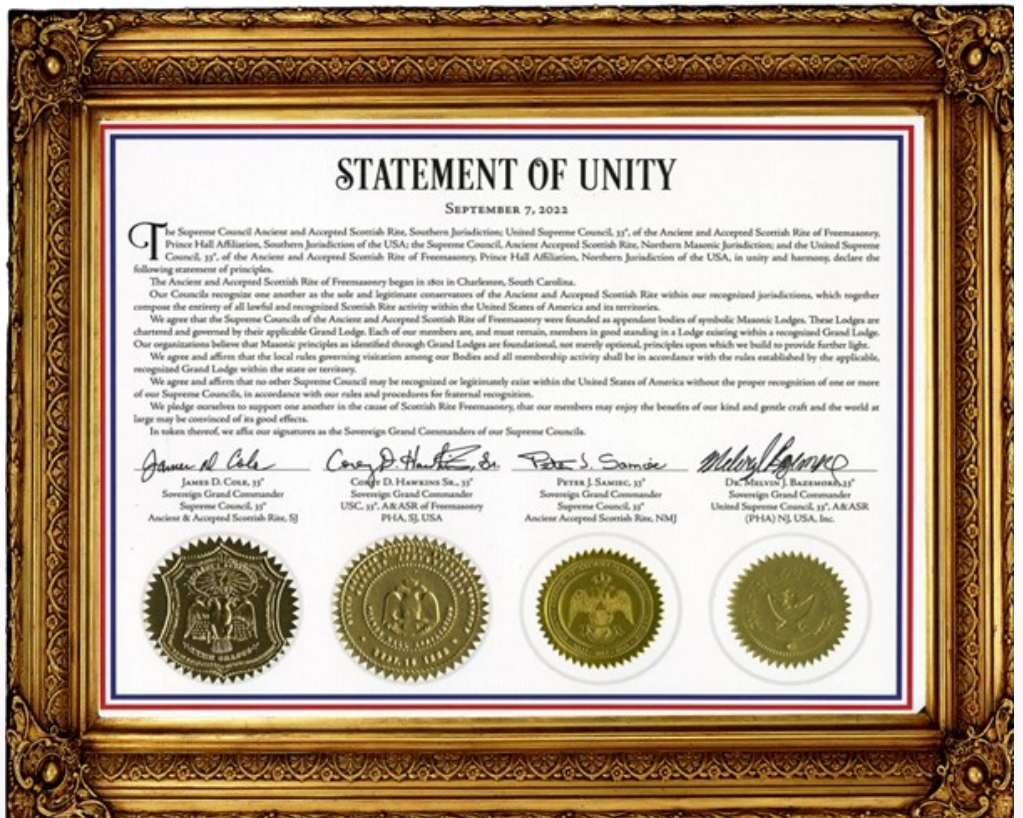 STATEMENT OF UNITY
SEPTEMBER 7, 2022
The Supreme Council Ancient and Accepted Scottish Rite, Southern Jurisdiction; United Supreme Council, 33°, of the Ancient and Accepted Scottish Rite of Freemasonry,
Prince Hall Affiliation, Southern Jurisdiction of the USA; the Supreme Council, Ancient Accepted Scottish Rite, Northern Masonic Jurisdiction; and the United Supreme
Council, 33°, of the Ancient and Accepted Scottish Rite of Freemasonry, Prince Hall Affiliation, Northern Jurisdiction of the USA, in unity and harmony, declare the
following statement of principles.
The Ancient and Accepted Scottish Rite of Freemasonry began in 1801 in Charleston, South Carolina.
Our Councils recognize one another as the sole and legitimate conservators of the Ancient and Accepted Scottish Rite within our recognized jurisdictions, which together
compose the entirety of all lawful and recognized Scottish Rite activity within the United States of America and its territories.
We agree that the Supreme Councils of the Ancient and Accepted Scottish Rite of Freemasonry were founded as appendant bodies of symbolic Masonic Lodges. These Lodges are
chartered and governed by their applicable Grand Lodge. Each of our members are, and must remain, members in good standing in a Lodge existing within a recognized Grand Lodge.
Our organizations believe that Masonic principles as identified through Grand Lodges are foundational, not merely optional, principles upon which we build to provide further light.
We agree and affirm that the local rules governing visitation among our Bodies and all membership activity shall be in accordance with the rules established by the applicable,
recognized Grand Lodge within the state or territory.
We agree and affirm that no other Supreme Council may be recognized or legitimately exist within the United States of America without the proper recognition of one or more
of our Supreme Councils, in accordance with our rules and procedures for fraternal recognition.
We pledge ourselves to support one another in the cause of Scottish Rite Freemasonry, that our members may enjoy the benefits of our kind and gentle craft and the world at
large may be convinced of its good effects.
In token thereof, we affix our signatures as the Sovereign Grand Commanders of our Supreme Councils.
James D Cole Corey D. Hawkins, Sr. Peter J. Samiec Melvin J Bazemore
JAMES D. COLE, 33° COREY D. HAWKINS SR., 33° PETER J. SAMIEC, 33° DR. MELVIN J. BAZEMORE, 33°
Sovereign Grand Commander Sovereign Grand Commander Sovereign Grand Commander Sovereign Grand Commander
Supreme Council, 33° USC, 33°, A&ASR of Freemasonry Supreme Council, 33° United Supreme Council, 33°, A&ASR
Ancient & Accepted Scottish Rite, SJ PHA, SJ, USA Ancient Accepted Scottish Rite, NMJ (PHA) NJ, USA, Inc.